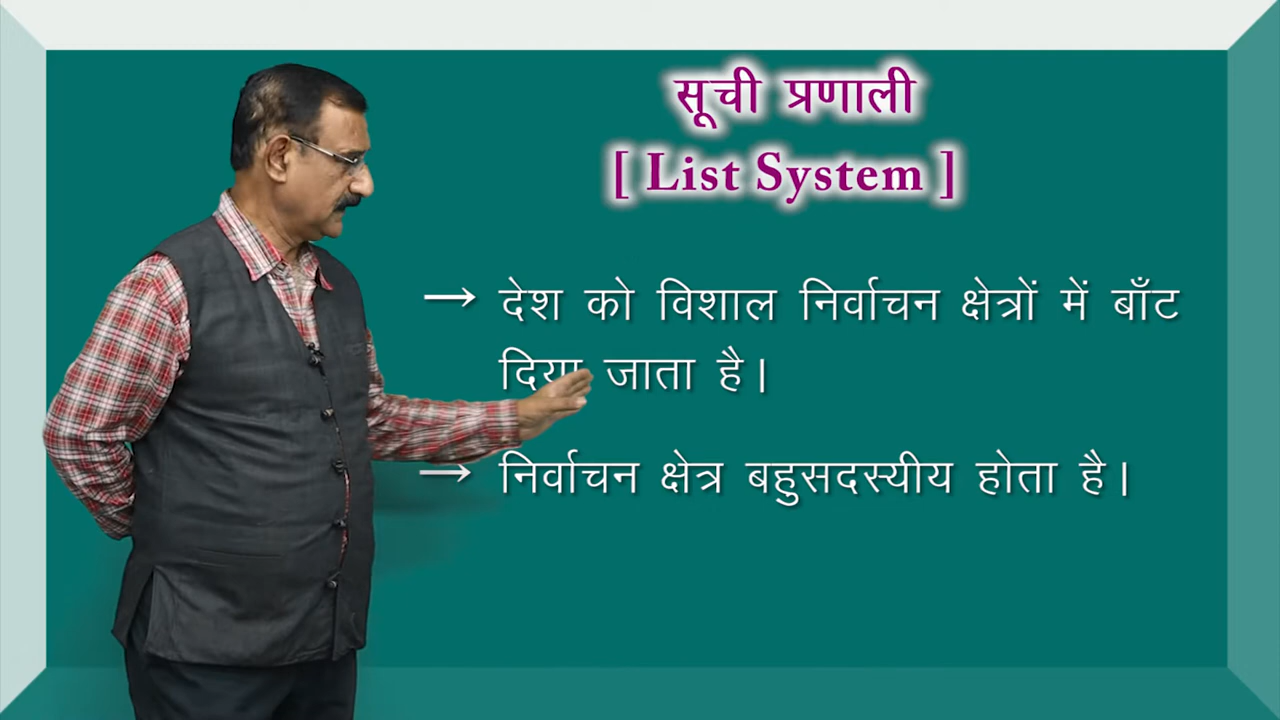 सूची प्रणाली
[ List System ]
→ देश को विशाल निर्वाचन क्षेत्रों में बाँट
दिया जाता है।
→ निर्वाचन क्षेत्र बहुसदस्यीय होता है।